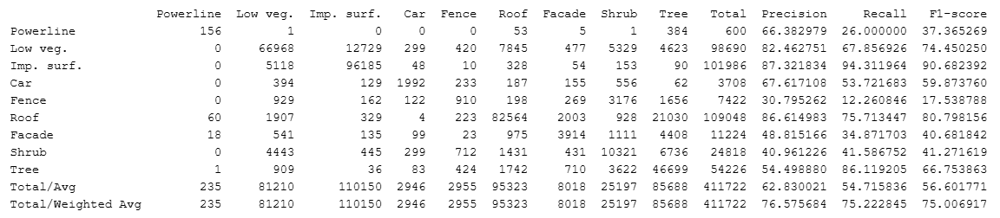 Powerline Low veg. Imp. surf. Car Fence Roof Facade Shrub Tree Total Precision Recall F1-score
Powerline 156 1 0 0 0 53 5 1 384 600 66.382979 26.000000 37.365269
Low veg. 0 66968 12729 299 420 7845 477 5329 4623 98690 82.462751 67.856926 74.450250
Imp. surf. 0 5118 96185 48 10 328 54 153 90 101986 87.321834 94.311964 90.682392
Car 0 394 129 1992 233 187 155 556 62 3708 67.617108 53.721683 59.873760
Fence 0 929 162 122 910 198 269 3176 1656 7422 30.795262 12.260846 17.538788
Roof 60 1907 329 4 223 82564 2003 928 21030 109048 86.614983 75.713447 80.798156
Facade 18 541 135 99 23 975 3914 1111 4408 11224 48.815166 34.871703 40.681842
Shrub 0 4443 445 299 712 1431 431 10321 6736 24818 40.961226 41.586752 41.271619
Tree 1 909 36 83 424 1742 710 3622 46699 54226 54.498880 86.119205 66.753863
Total/Avg 235 81210 110150 2946 2955 95323 8018 25197 85688 411722 62.830021 54.715836 56.601771
Total/Weighted Avg 235 81210 110150 2946 2955 95323 8018 25197 85688 411722 76.575684 75.222845 75.006917